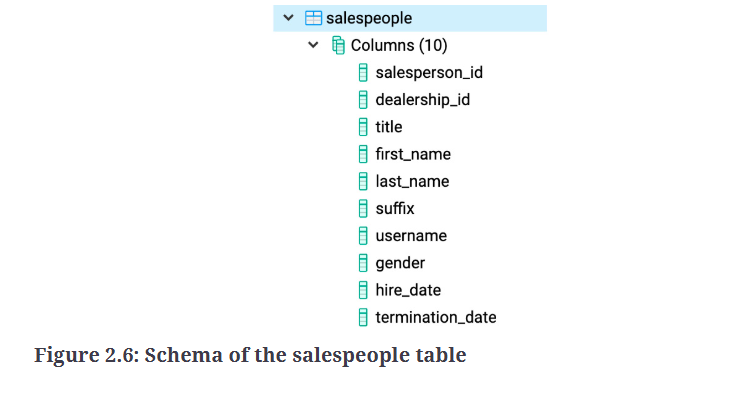 salespeople
Columns (10)
salesperson_id
dealership_id
title
first_name
last_name
suffix
username
gender
hire_date
termination_date
Figure 2.6: Schema of the salespeople table